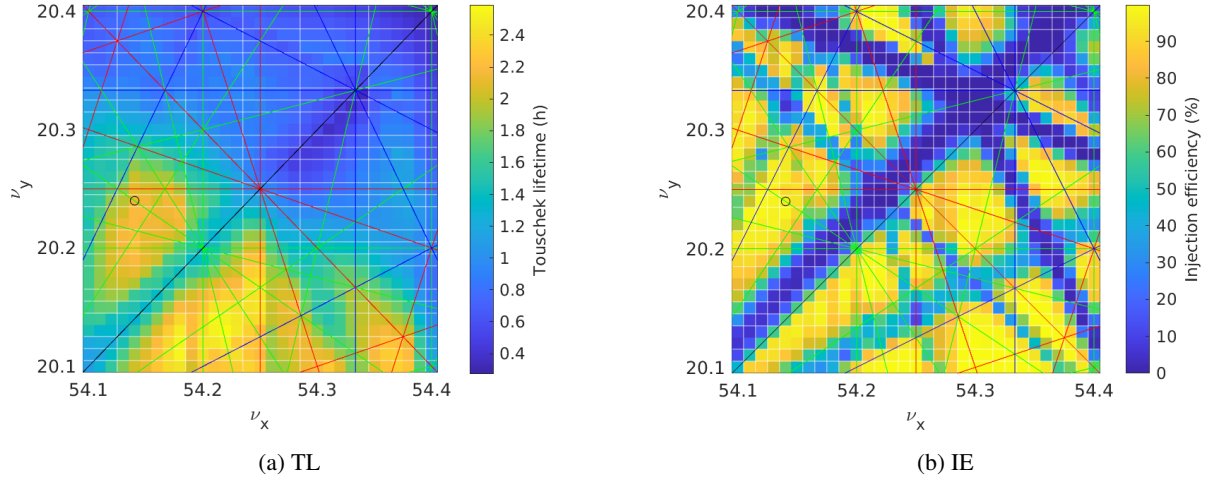 20.4
20.3
20.2
20.1
ν_y
54.1 54.2 54.3 54.4
ν_x
2.4
2.2
2
1.8
1.6
1.4
1.2
1
0.8
0.6
0.4
Touschek lifetime (h)
(a) TL
20.4
20.3
20.2
20.1
ν_y
54.1 54.2 54.3 54.4
ν_x
90
80
70
60
50
40
30
20
10
0
Injection efficiency (%)
(b) IE